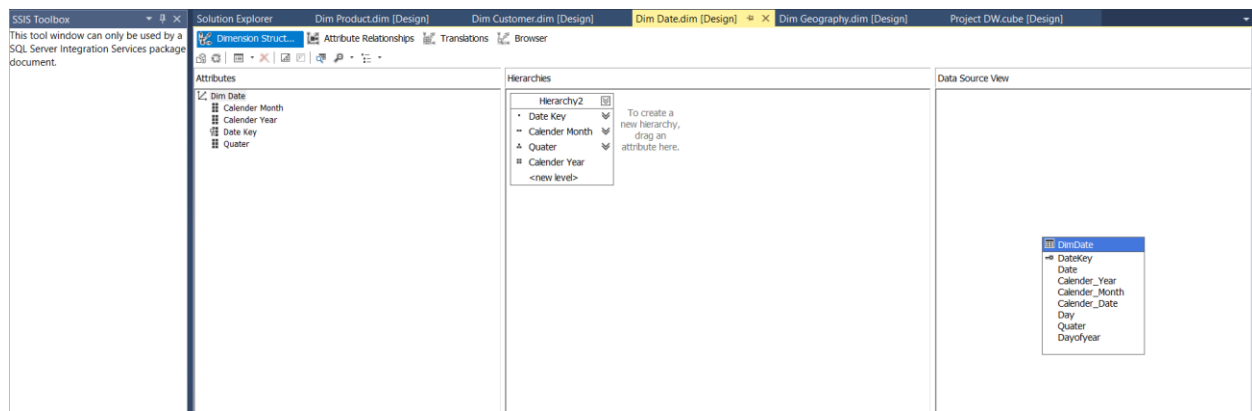 SSIS Toolbox
This tool window can only be used by a
SQL Server Integration Services package
document.
Solution Explorer
Dim Product.dim [Design]
Dim Customer.dim [Design]
Dim Date.dim [Design]
Dim Geography.dim [Design]
Project DW.cube [Design]
Dimension Struct...
Attribute Relationships
Translations
Browser
Attributes
Dim Date
Calender Month
Calender Year
Date Key
Quater
Hierarchies
Hierarchy2
Date Key
Calender Month
Quater
Calender Year
<new level>
To create a
new hierarchy,
drag an
attribute here.
Data Source View
DimDate
DateKey
Date
Calender_Year
Calender_Month
Calender_Date
Day
Quater
Dayofyear